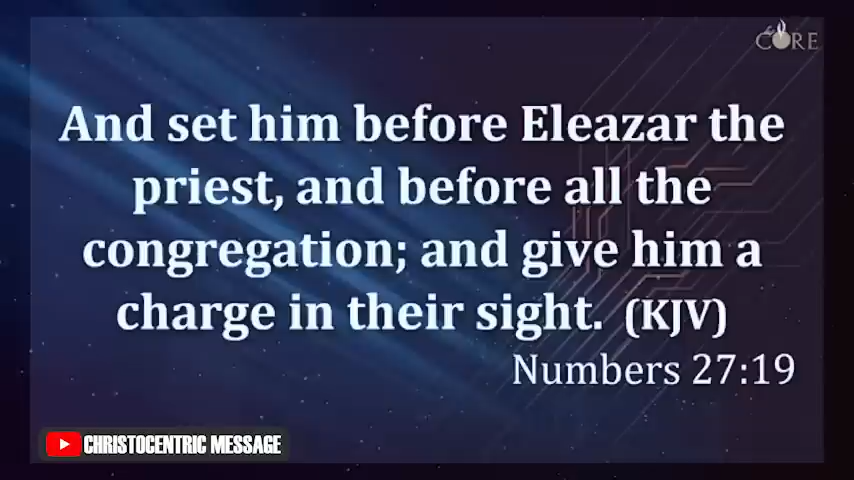 CORE
And set him before Eleazar the
priest, and before all the
congregation; and give him a
charge in their sight. (KJV)
Numbers 27:19
CHRISTOCENTRIC MESSAGE